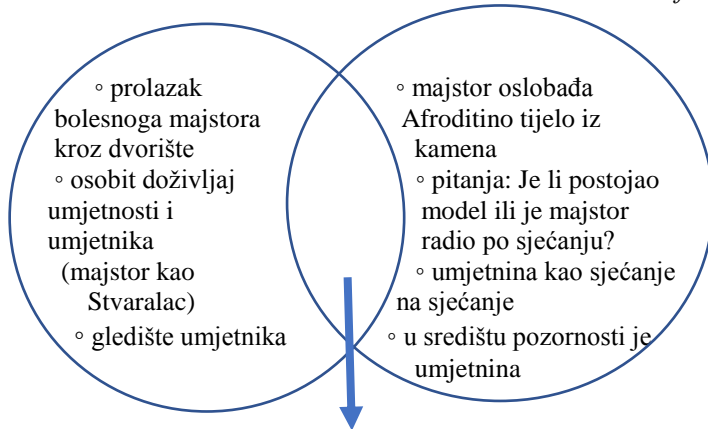 ◦ prolazak
bolesnoga majstora
kroz dvorište
◦ osobit doživljaj
umjetnosti i
umjetnika
(majstor kao
Stvaralac)
◦ gledište umjetnika
◦ majstor oslobađa
Afroditino tijelo iz
kamena
◦ pitanja: Je li postojao
model ili je majstor
radio po sjećanju?
◦ umjetnina kao sjećanje
na sjećanje
◦ u središtu pozornosti je
umjetnina